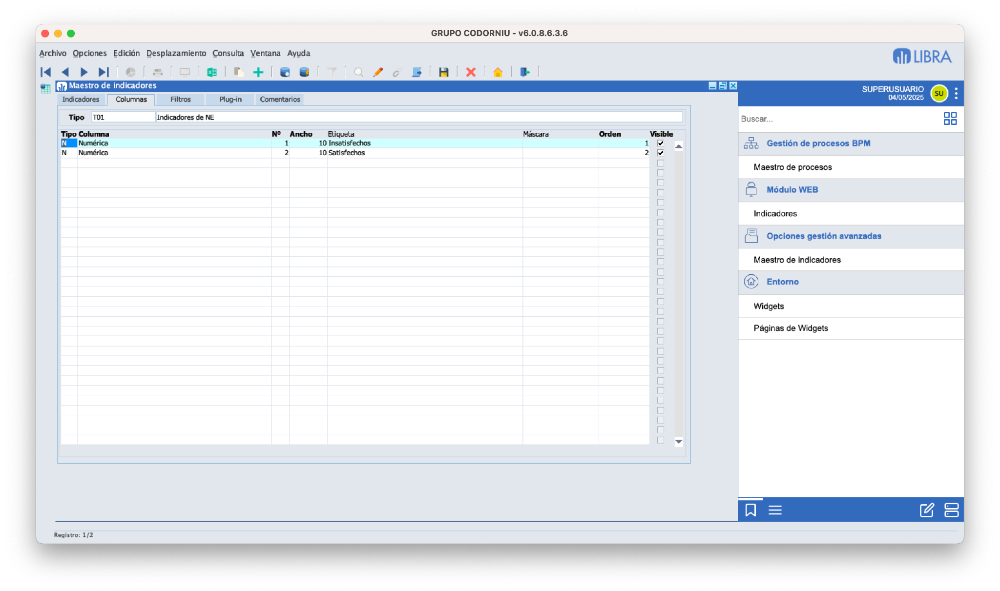 GRUPO CODORNIU - v6.0.8.6.3.6
Archivo Opciones Edición Desplazamiento Consulta Ventana Ayuda
LIBRA
Maestro de indicadores
SUPERUSUARIO
04/05/2025
SU
Indicadores Columnas Filtros Plug-in Comentarios
Tipo T01 Indicadores de NE
Tipo Columna Nº Ancho Etiqueta Máscara Orden Visible
N Numérica 1 10 Insatisfechos 1
N Numérica 2 10 Satisfechos 2
Buscar...
Gestión de procesos BPM
Maestro de procesos
Módulo WEB
Indicadores
Opciones gestión avanzadas
Maestro de indicadores
Entorno
Widgets
Páginas de Widgets
Registro: 1/2